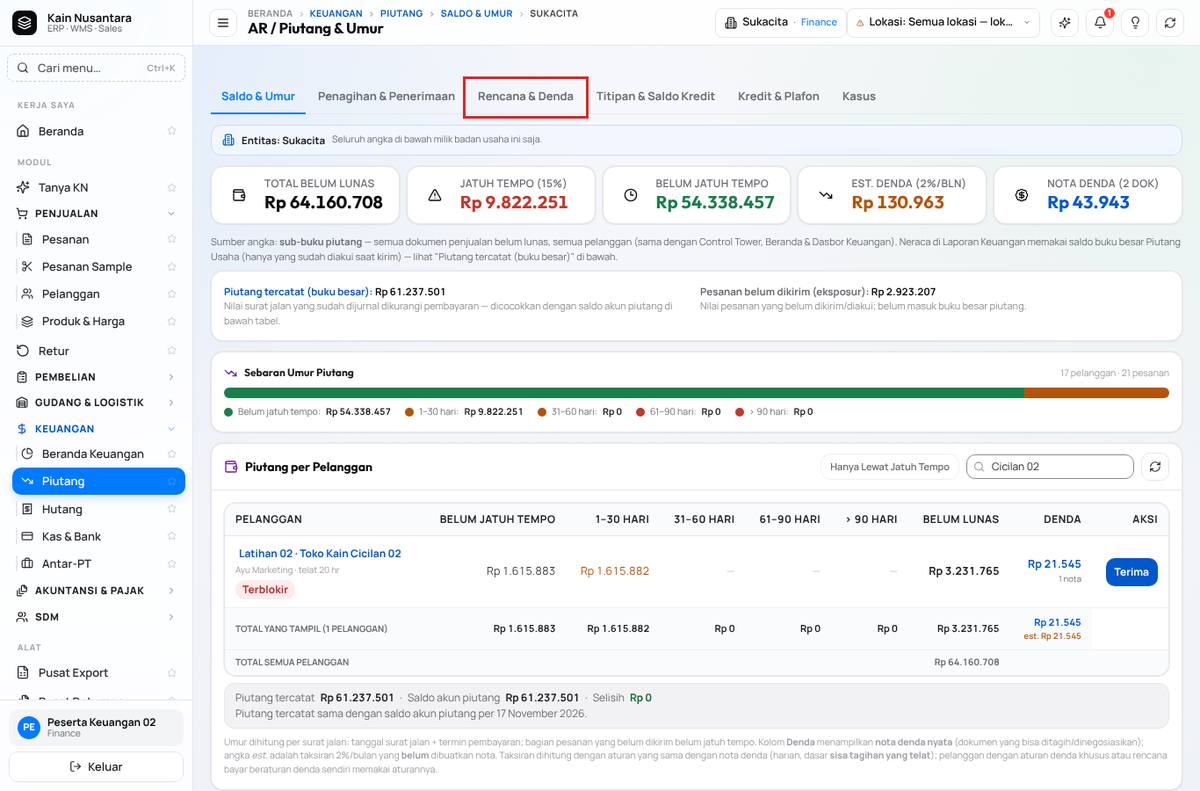 Kain Nusantara
ERP · WMS · Sales
Cari menu...
Ctrl+K
KERJA SAYA
Beranda
MODUL
Tanya KN
PENJUALAN
Pesanan
Pesanan Sample
Pelanggan
Produk & Harga
Retur
PEMBELIAN
GUDANG & LOGISTIK
KEUANGAN
Beranda Keuangan
Piutang
Hutang
Kas & Bank
Antar-PT
AKUNTANSI & PAJAK
SDM
ALAT
Pusat Export
PE
Peserta Keuangan 02
Finance
Keluar
BERANDA › KEUANGAN › PIUTANG › SALDO & UMUR › SUKACITA
AR / Piutang & Umur
Sukacita · Finance
Lokasi: Semua lokasi — lok...
1
Saldo & Umur
Penagihan & Penerimaan
Rencana & Denda
Titipan & Saldo Kredit
Kredit & Plafon
Kasus
Entitas: Sukacita Seluruh angka di bawah milik badan usaha ini saja.
TOTAL BELUM LUNAS
Rp 64.160.708
JATUH TEMPO (15%)
Rp 9.822.251
BELUM JATUH TEMPO
Rp 54.338.457
EST. DENDA (2%/BLN)
Rp 130.963
NOTA DENDA (2 DOK)
Rp 43.943
Sumber angka: sub-buku piutang — semua dokumen penjualan belum lunas, semua pelanggan (sama dengan Control Tower, Beranda & Dasbor Keuangan). Neraca di Laporan Keuangan memakai saldo buku besar Piutang
Usaha (hanya yang sudah diakui saat kirim) — lihat "Piutang tercatat (buku besar)" di bawah.
Piutang tercatat (buku besar): Rp 61.237.501
Nilai surat jalan yang sudah dijurnal dikurangi pembayaran — dicocokkan dengan saldo akun piutang di
bawah tabel.
Pesanan belum dikirim (eksposur): Rp 2.923.207
Nilai pesanan yang belum dikirim/diakui; belum masuk buku besar piutang.
Sebaran Umur Piutang
17 pelanggan · 21 pesanan
Belum jatuh tempo: Rp 54.338.457
1–30 hari: Rp 9.822.251
31–60 hari: Rp 0
61–90 hari: Rp 0
> 90 hari: Rp 0
Piutang per Pelanggan
Hanya Lewat Jatuh Tempo
Cicilan 02
PELANGGAN BELUM JATUH TEMPO 1–30 HARI 31–60 HARI 61–90 HARI > 90 HARI BELUM LUNAS DENDA AKSI
Latihan 02 · Toko Kain Cicilan 02
Ayu Marketing · telat 20 hr
Terblokir
Rp 1.615.883 Rp 1.615.882 — — — Rp 3.231.765
Rp 21.545
1 nota
Terima
TOTAL YANG TAMPIL (1 PELANGGAN) Rp 1.615.883 Rp 1.615.882 Rp 0 Rp 0 Rp 0 Rp 3.231.765
Rp 21.545
est. Rp 21.545
TOTAL SEMUA PELANGGAN Rp 64.160.708
Piutang tercatat Rp 61.237.501 · Saldo akun piutang Rp 61.237.501 · Selisih Rp 0
Piutang tercatat sama dengan saldo akun piutang per 17 November 2026.
Umur dihitung per surat jalan: tanggal surat jalan + termin pembayaran; bagian pesanan yang belum dikirim belum jatuh tempo. Kolom Denda menampilkan nota denda nyata (dokumen yang bisa ditagih/dinegosiasikan);
angka est. adalah taksiran 2%/bulan yang belum dibuatkan nota. Taksiran dihitung dengan aturan yang sama dengan nota denda (harian, dasar sisa tagihan yang telat); pelanggan dengan aturan denda khusus atau rencana
bayar beraturan denda sendiri memakai aturannya.